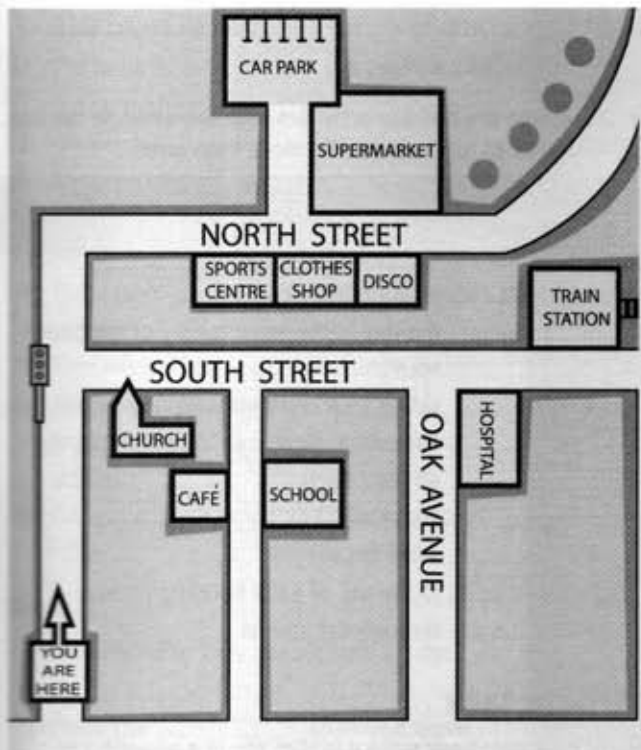 CAR PARK
SUPERMARKET
NORTH STREET
SPORTS
CENTRE
CLOTHES
SHOP
DISCO
TRAIN
STATION
SOUTH STREET
CHURCH
CAFÉ
SCHOOL
OAK AVENUE
HOSPITAL
YOU
ARE
HERE